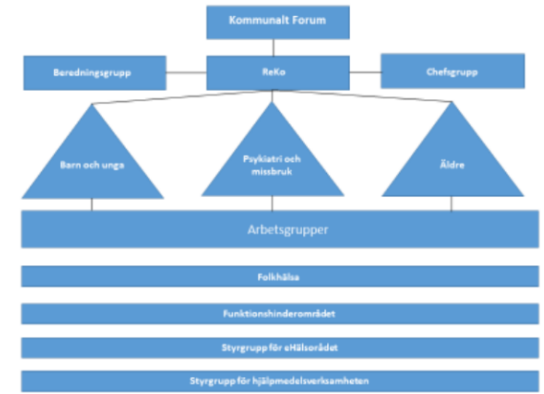 Kommunalt Forum
Beredningsgrupp
ReKo
Chefsgrupp
Barn och unga
Psykiatri och
missbruk
Äldre
Arbetsgrupper
Folkhälsa
Funktionshinderområdet
Styrgrupp för eHälsorådet
Styrgrupp för hjälpmedelsverksamheten